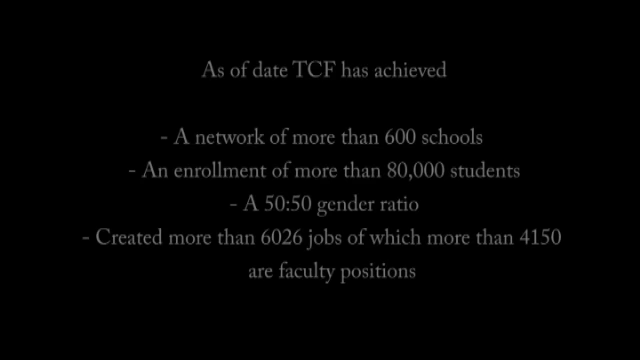 As of date TCF has achieved
- A network of more than 600 schools
- An enrollment of more than 80,000 students
- A 50:50 gender ratio
- Created more than 6026 jobs of which more than 4150
are faculty positions